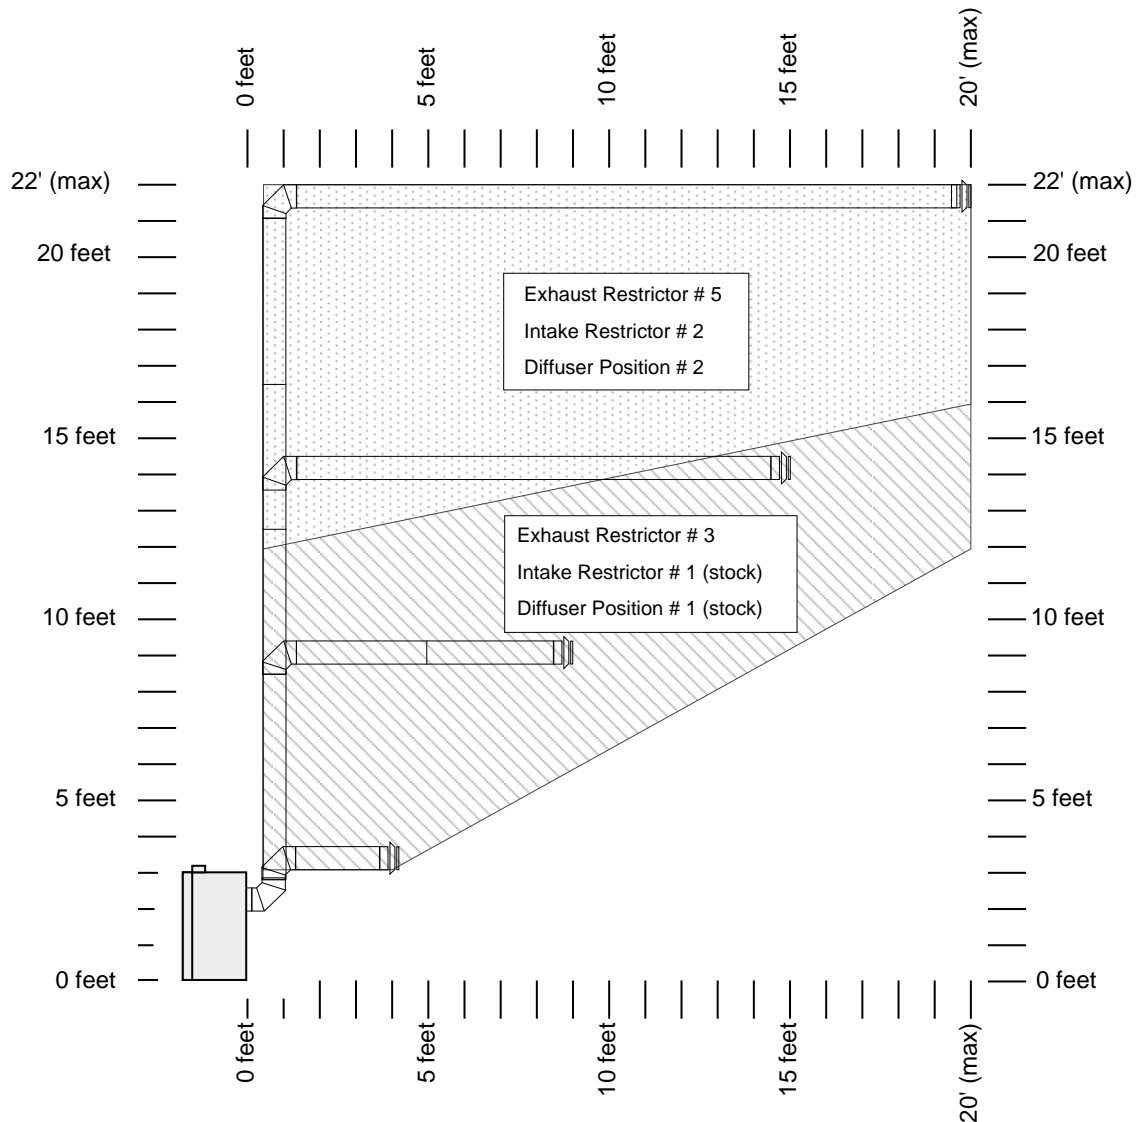 0 feet
5 feet
10 feet
15 feet
20' (max)
22' (max)
22' (max)
20 feet
20 feet
Exhaust Restrictor # 5
Intake Restrictor # 2
Diffuser Position # 2
15 feet
15 feet
Exhaust Restrictor # 3
Intake Restrictor # 1 (stock)
Diffuser Position # 1 (stock)
10 feet
10 feet
5 feet
5 feet
0 feet
0 feet
0 feet
5 feet
10 feet
15 feet
20' (max)